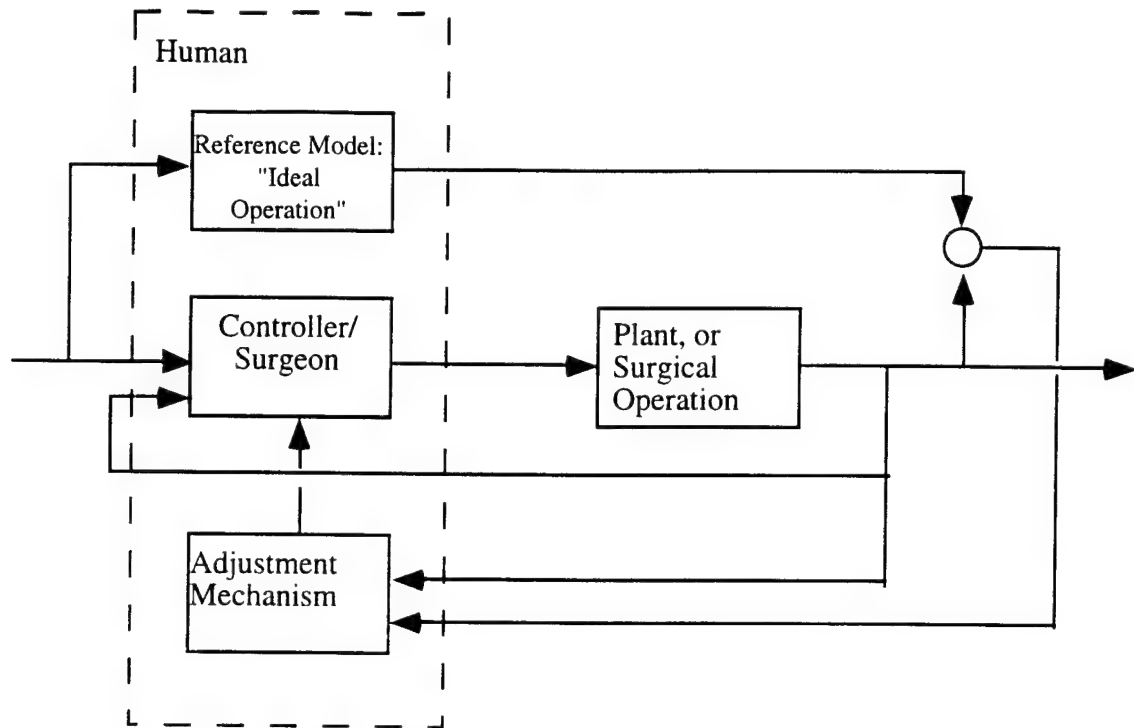 Human
Reference Model:
"Ideal
Operation"
Controller/
Surgeon
Plant, or
Surgical
Operation
Adjustment
Mechanism